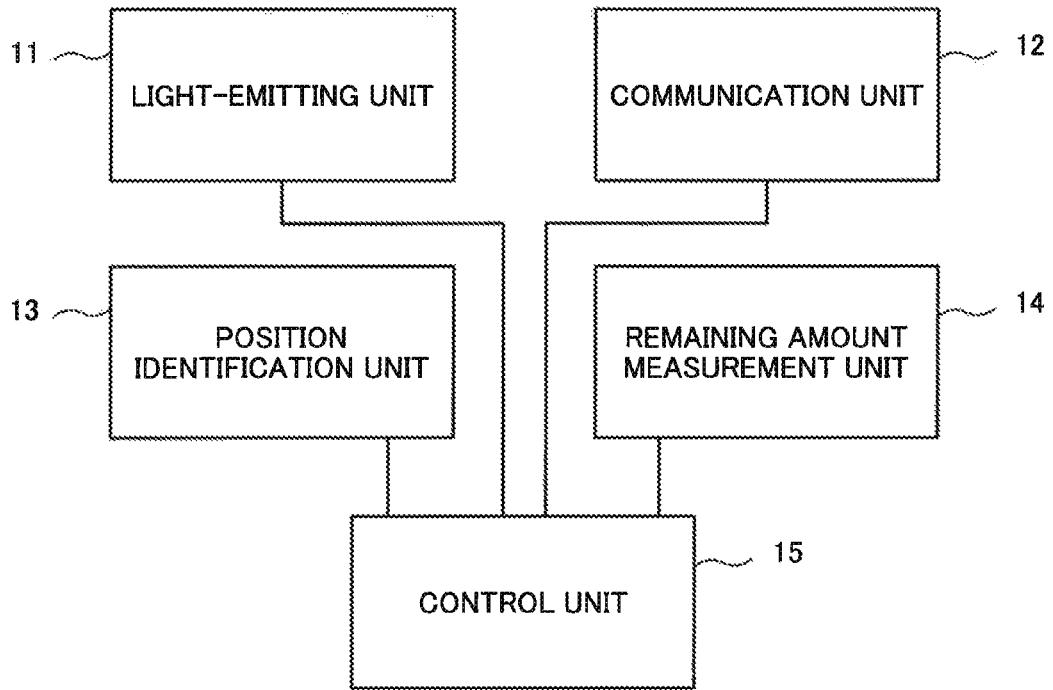 11
LIGHT-EMITTING UNIT
12
COMMUNICATION UNIT
13
POSITION
IDENTIFICATION UNIT
14
REMAINING AMOUNT
MEASUREMENT UNIT
15
CONTROL UNIT